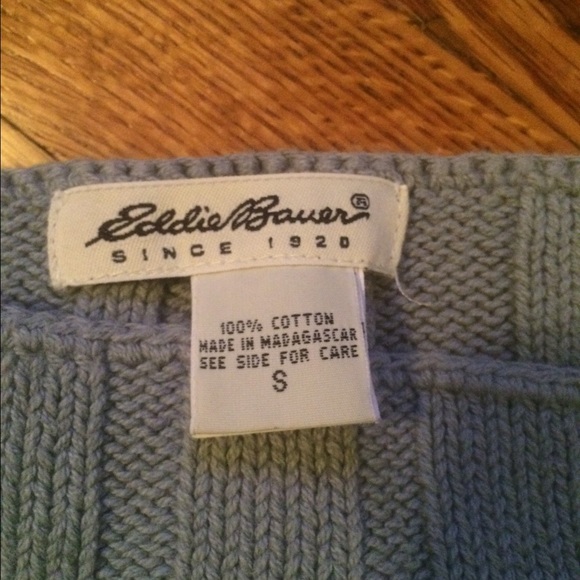 Eddie Bauer®
SINCE 1920
100% COTTON
MADE IN MADAGASCAR
SEE SIDE FOR CARE
S